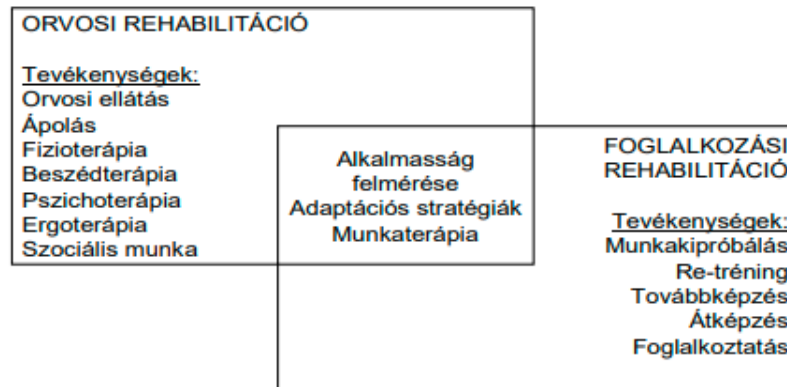 ORVOSI REHABILITÁCIÓ
Tevékenységek:
Orvosi ellátás
Ápolás
Fizioterápia
Beszédterápia
Pszichoterápia
Ergoterápia
Szociális munka
Alkalmasság
felmérése
Adaptációs stratégiák
Munkaterápia
FOGLALKOZÁSI
REHABILITÁCIÓ
Tevékenységek:
Munkakipróbálás
Re-tréning
Továbbképzés
Átképzés
Foglalkoztatás